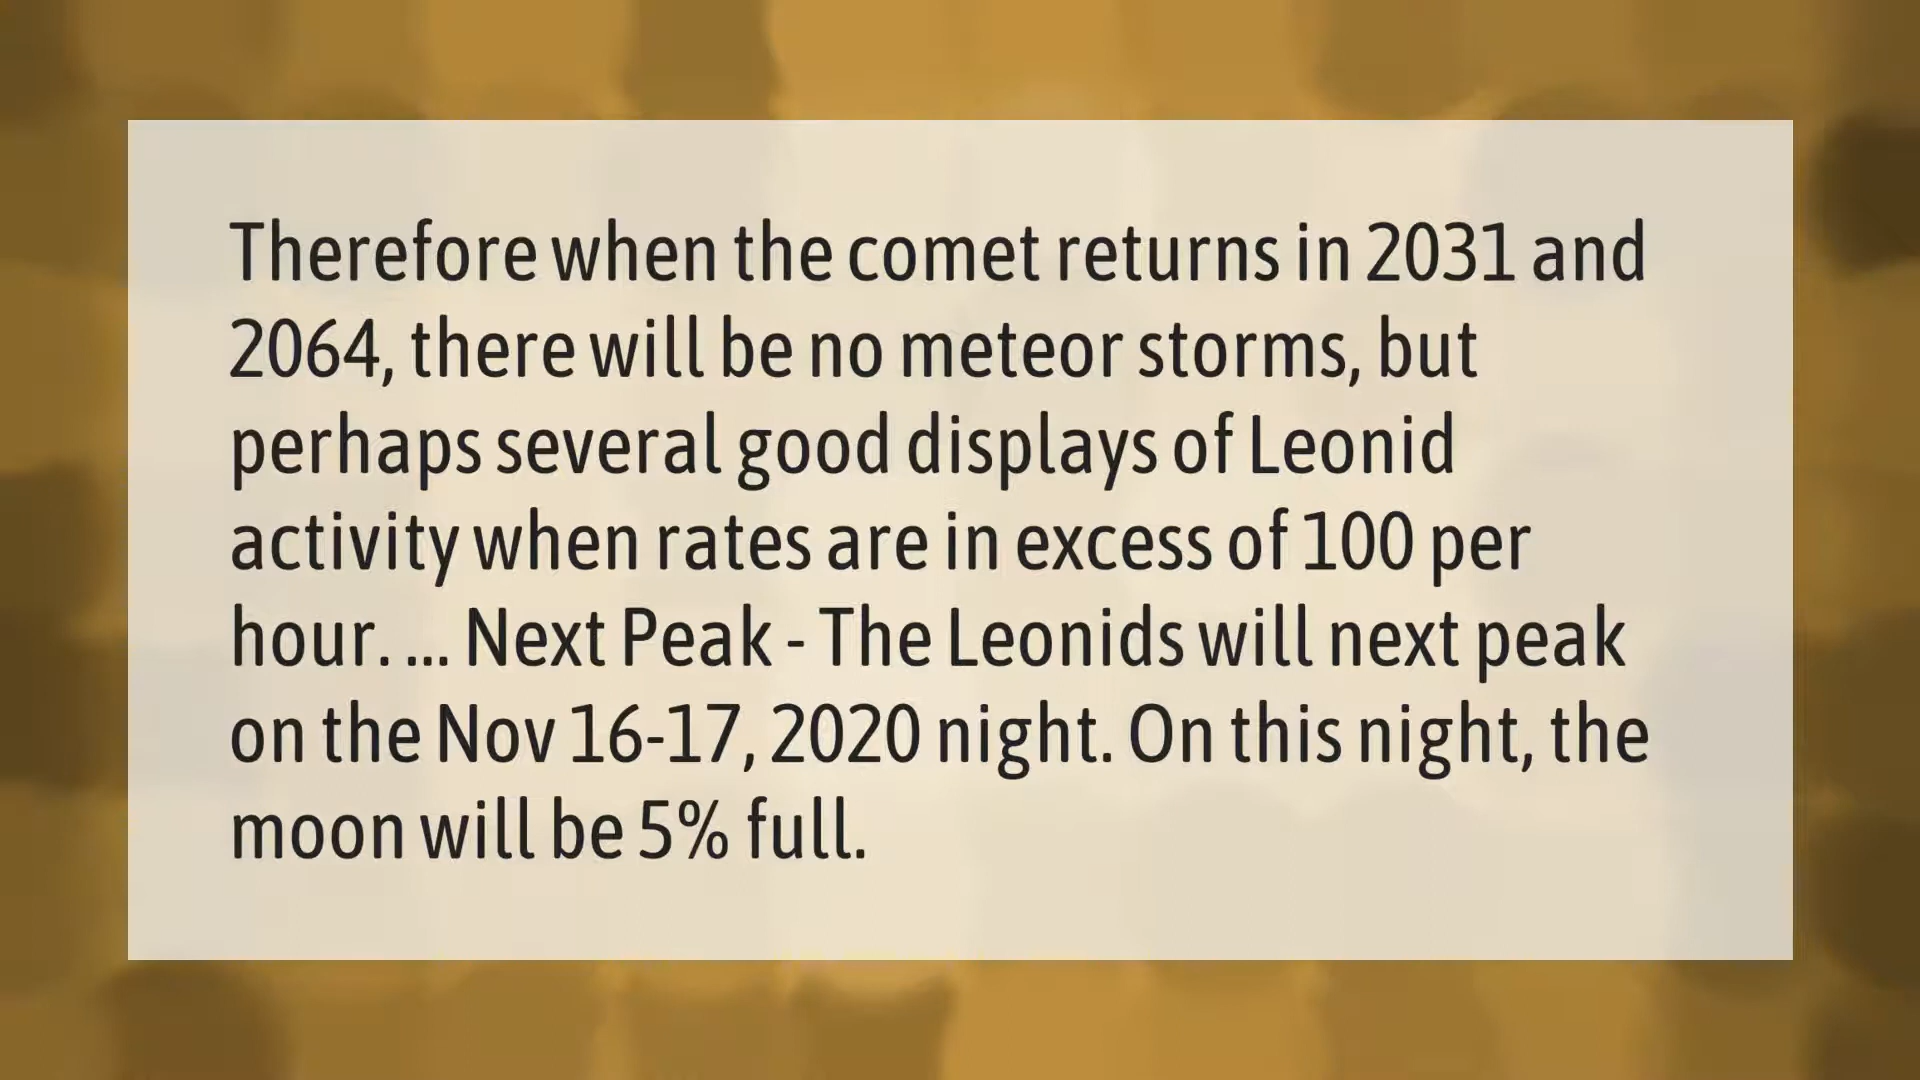 Therefore when the comet returns in 2031 and
2064, there will be no meteor storms, but
perhaps several good displays of Leonid
activity when rates are in excess of 100 per
hour. ... Next Peak - The Leonids will next peak
on the Nov 16-17, 2020 night. On this night, the
moon will be 5% full.